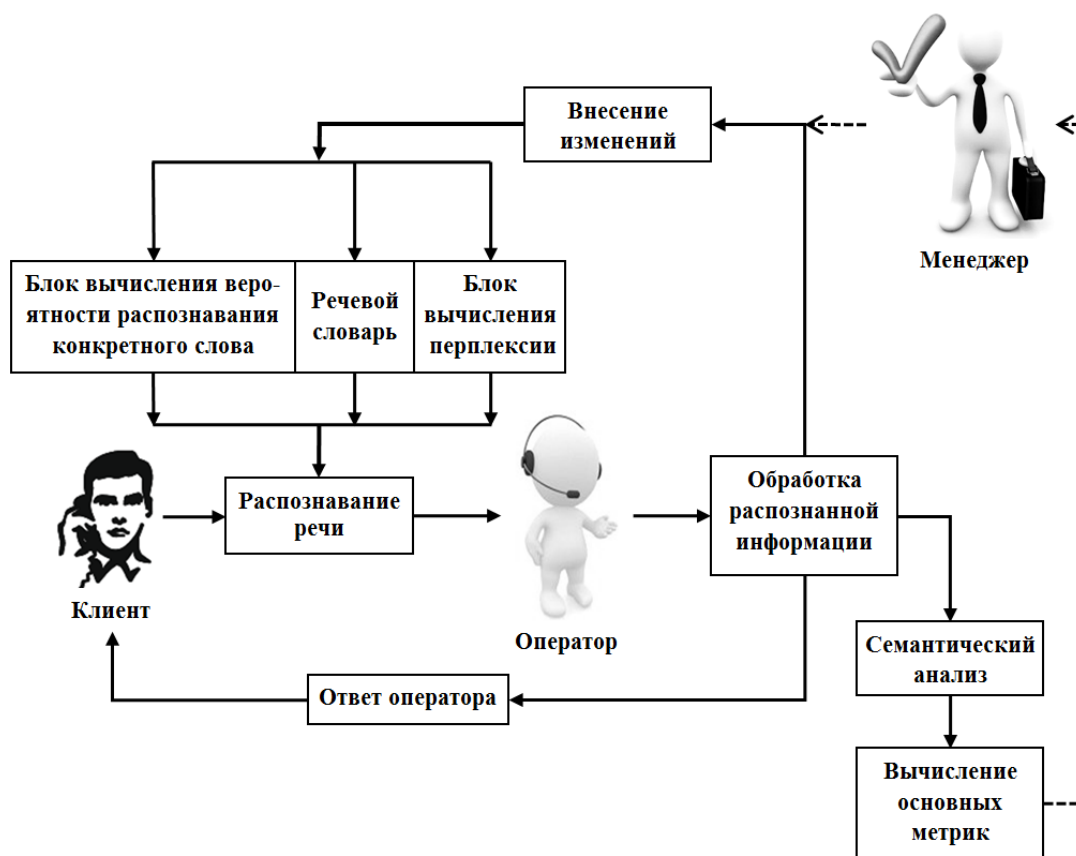 Внесение
изменений
Менеджер
Блок вычисления веро-
ятности распознавания
конкретного слова
Речевой
словарь
Блок
вычисления
перплексии
Распознавание
речи
Обработка
распознанной
информации
Клиент
Оператор
Семантический
анализ
Ответ оператора
Вычисление
основных
метрик